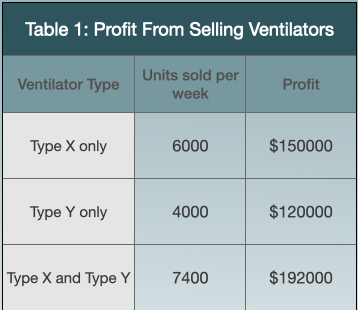 Table 1: Profit From Selling Ventilators
Ventilator Type
Units sold per
week
Profit
Type X only
6000
$150000
Type Y only
4000
$120000
Type X and Type Y
7400
$192000